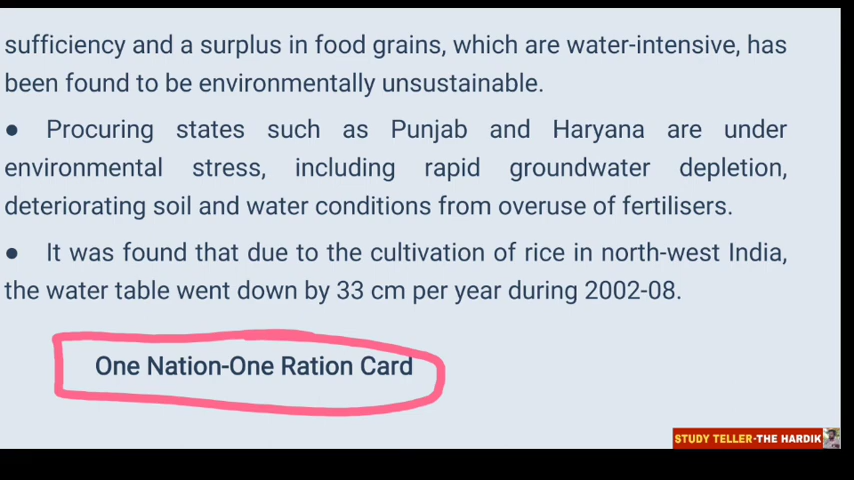 sufficiency and a surplus in food grains, which are water-intensive, has
been found to be environmentally unsustainable.
● Procuring states such as Punjab and Haryana are under
environmental stress, including rapid groundwater depletion,
deteriorating soil and water conditions from overuse of fertilisers.
● It was found that due to the cultivation of rice in north-west India,
the water table went down by 33 cm per year during 2002-08.
One Nation-One Ration Card
STUDY TELLER-THE HARDIK